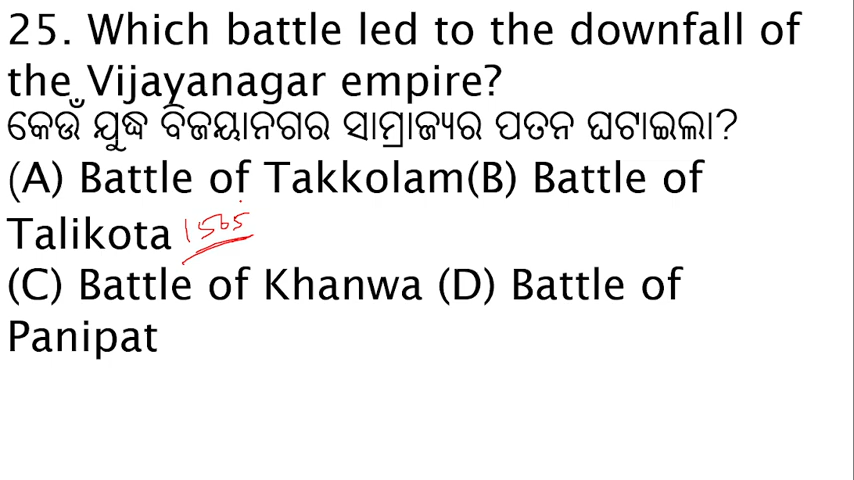 25. Which battle led to the downfall of
the Vijayanagar empire?
କେଉଁ ଯୁଦ୍ଧ ବିଜୟାନଗର ସାମ୍ରାଜ୍ୟର ପତନ ଘଟାଇଲା?
(A) Battle of Takkolam(B) Battle of
Talikota 1565
(C) Battle of Khanwa (D) Battle of
Panipat